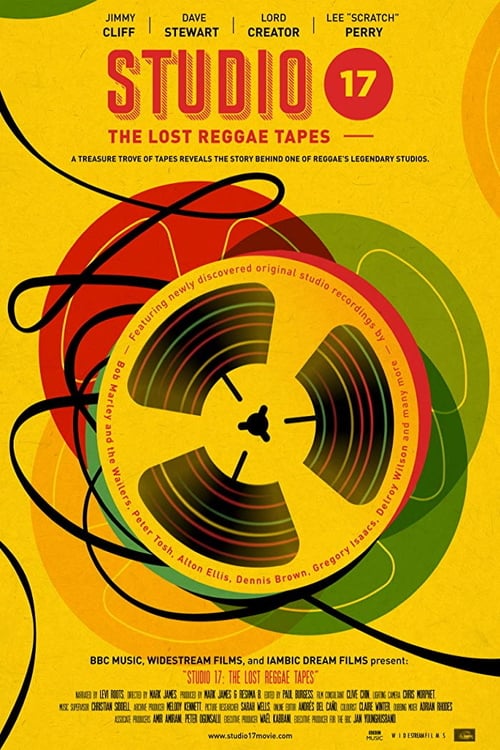 JIMMY CLIFF | DAVE STEWART | LORD CREATOR | LEE "SCRATCH" PERRY
STUDIO 17
THE LOST REGGAE TAPES —
A TREASURE TROVE OF TAPES REVEALS THE STORY BEHIND ONE OF REGGAE'S LEGENDARY STUDIOS.
— Featuring newly discovered original studio recordings by —
Bob Marley and the Wailers, Peter Tosh, Alton Ellis, Dennis Brown, Gregory Isaacs, Delroy Wilson and many more
BBC MUSIC, WIDESTREAM FILMS, and IAMBIC DREAM FILMS present:
"STUDIO 17: THE LOST REGGAE TAPES"
NARRATED BY LEVI ROOTS. DIRECTED BY MARK JAMES. PRODUCED BY MARK JAMES & RESHMA B. EDITED BY PAUL BURGESS. FILM CONSULTANT CLIVE CHIN. LIGHTING CAMERA CHRIS MORPHET.
MUSIC SUPERVISOR CHRISTIAN SIDDELL. ARCHIVE PRODUCER MELODY KENNETT. PICTURE RESEARCHER SARAH WELLS. ONLINE EDITOR ANDRÉS DEL CAÑO. COLOURIST CLAIRE WINTER. DUBBING MIXER ADRIAN RHODES
ASSOCIATE PRODUCERS AMIR AMIRANI, PETER OGUNSALU. EXECUTIVE PRODUCER WAËL KABBANI. EXECUTIVE PRODUCER FOR THE BBC JAN YOUNGHUSBAND
www.studio17movie.com
BBC MUSIC WIDESTREAMFILMS